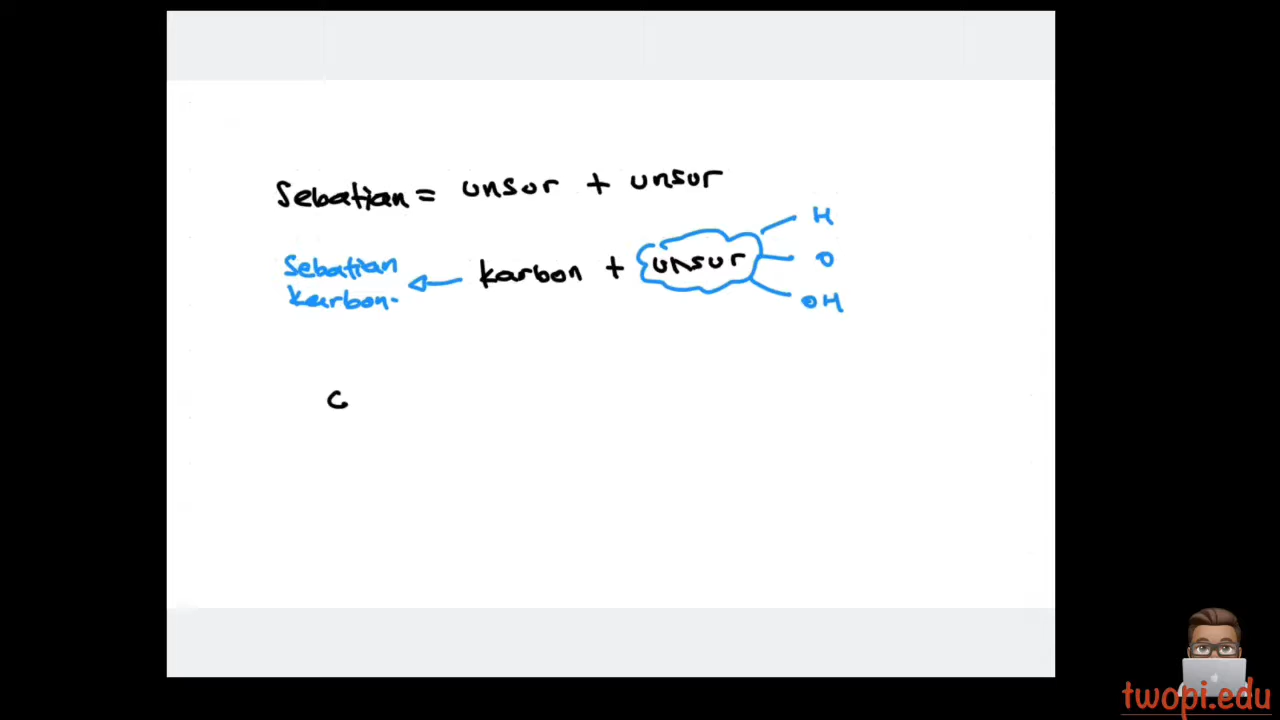 Sebatian = unsur + unsur
H
Sebatian karbon + unsur
O
karbon.
OH
C
twopi.edu